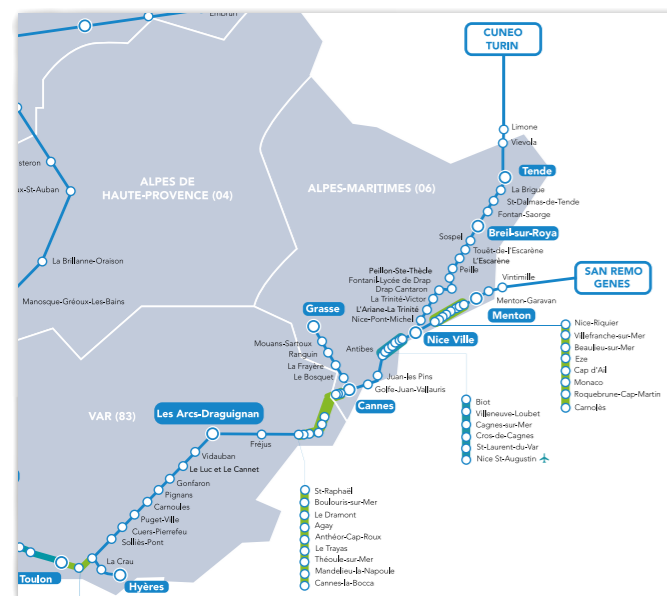 Embrun
CUNEO
TURIN
Limone
Vievola
Tende
La Brigue
St-Dalmas-de-Tende
Fontan-Saorge
Breil-sur-Roya
Sospel
Touët-de-l'Escarène
L'Escarène
Peille
Peillon-Ste-Thècle
Fontanil-Lycée de Drap
Drap Cantaron
La Trinité-Victor
L'Ariane-La Trinité
Nice-Pont-Michel
ALPES DE
HAUTE-PROVENCE (04)
ALPES-MARITIMES (06)
steron
ux-St-Auban
La Brillanne-Oraison
Manosque-Gréoux-Les-Bains
Vintimille
SAN REMO
GENES
Menton-Garavan
Menton
Nice Ville
Grasse
Mouans-Sartoux
Ranguin
La Frayère
Le Bosquet
Antibes
Juan-les Pins
Golfe-Juan-Vallauris
Cannes
Nice-Riquier
Villefranche-sur-Mer
Beaulieu-sur-Mer
Eze
Cap d'Ail
Monaco
Roquebrune-Cap-Martin
Carnolès
Biot
Villeneuve-Loubet
Cagnes-sur-Mer
Cros-de-Cagnes
St-Laurent-du-Var
Nice St-Augustin
VAR (83)
Les Arcs-Draguignan
Fréjus
Vidauban
Le Luc et Le Cannet
Gonfaron
Pignans
Carnoules
Puget-Ville
Cuers-Pierrefeu
Solliès-Pont
La Crau
Toulon
Hyères
St-Raphaël
Boulouris-sur-Mer
Le Dramont
Agay
Anthéor-Cap-Roux
Le Trayas
Théoule-sur-Mer
Mandelieu-la-Napoule
Cannes-la-Bocca